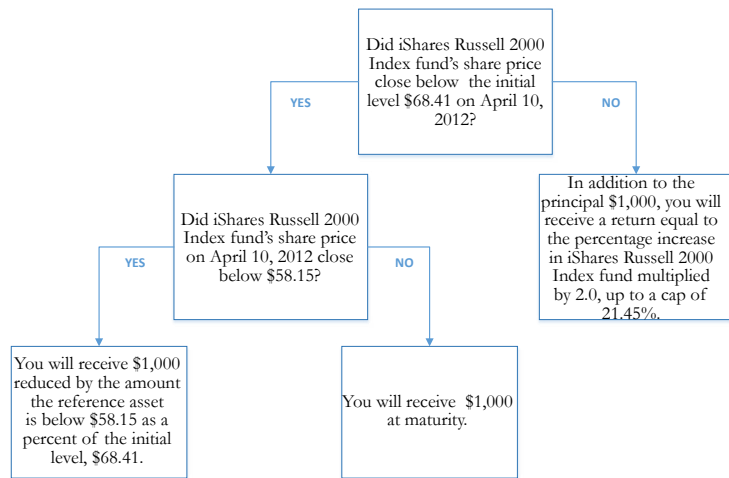 Did iShares Russell 2000
Index fund's share price
close below the initial
level $68.41 on April 10,
2012?
YES
NO
Did iShares Russell 2000
Index fund's share price
on April 10, 2012 close
below $58.15?
In addition to the
principal $1,000, you will
receive a return equal to
the percentage increase
in iShares Russell 2000
Index fund multiplied
by 2.0, up to a cap of
21.45%.
YES
NO
You will receive $1,000
reduced by the amount
the reference asset
is below $58.15 as a
percent of the initial
level, $68.41.
You will receive $1,000
at maturity.